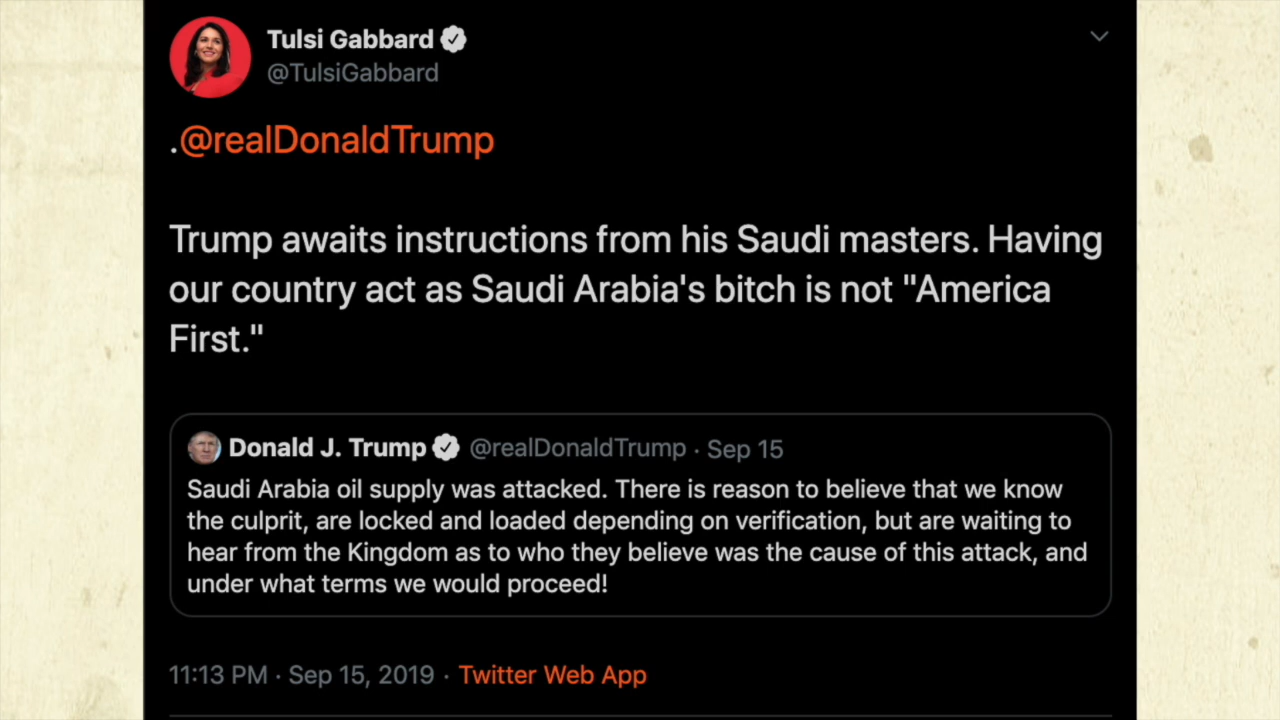 Tulsi Gabbard
@TulsiGabbard
.@realDonaldTrump
Trump awaits instructions from his Saudi masters. Having
our country act as Saudi Arabia's bitch is not "America
First."
Donald J. Trump @realDonaldTrump · Sep 15
Saudi Arabia oil supply was attacked. There is reason to believe that we know
the culprit, are locked and loaded depending on verification, but are waiting to
hear from the Kingdom as to who they believe was the cause of this attack, and
under what terms we would proceed!
11:13 PM · Sep 15, 2019 · Twitter Web App